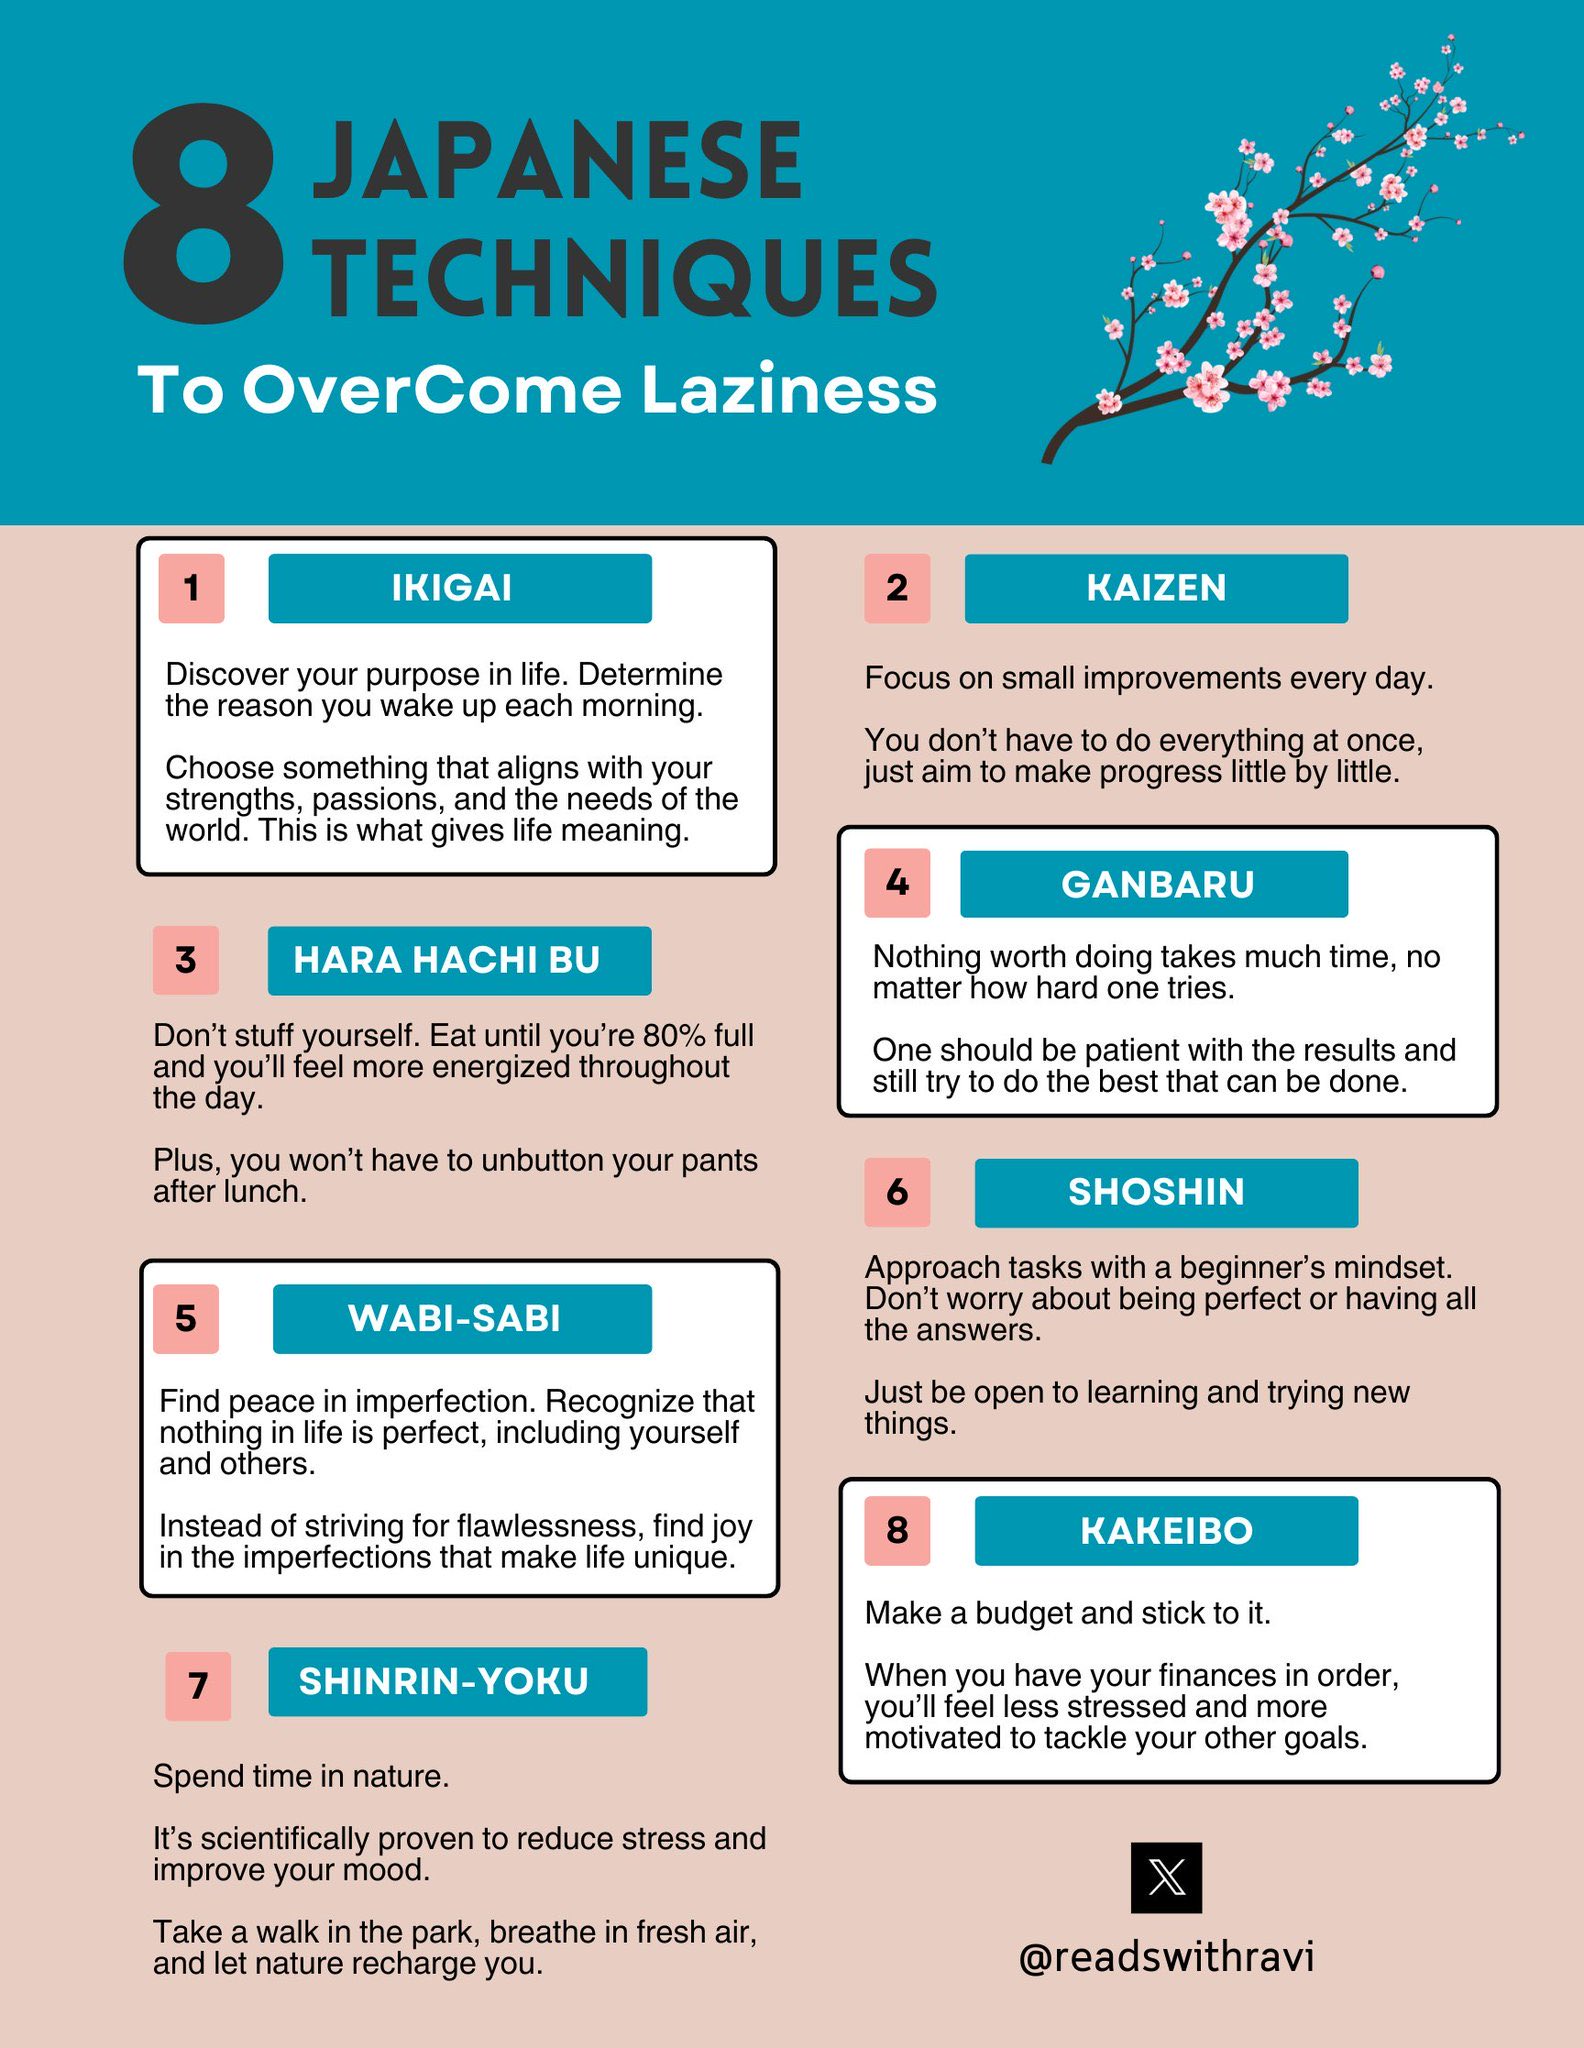 8 JAPANESE
TECHNIQUES
To OverCome Laziness
1 IKIGAI
Discover your purpose in life. Determine
the reason you wake up each morning.
Choose something that aligns with your
strengths, passions, and the needs of the
world. This is what gives life meaning.
2 KAIZEN
Focus on small improvements every day.
You don't have to do everything at once,
just aim to make progress little by little.
3 HARA HACHI BU
Don't stuff yourself. Eat until you're 80% full
and you'll feel more energized throughout
the day.
Plus, you won't have to unbutton your pants
after lunch.
4 GANBARU
Nothing worth doing takes much time, no
matter how hard one tries.
One should be patient with the results and
still try to do the best that can be done.
5 WABI-SABI
Find peace in imperfection. Recognize that
nothing in life is perfect, including yourself
and others.
Instead of striving for flawlessness, find joy
in the imperfections that make life unique.
6 SHOSHIN
Approach tasks with a beginner's mindset.
Don't worry about being perfect or having all
the answers.
Just be open to learning and trying new
things.
7 SHINRIN-YOKU
Spend time in nature.
It's scientifically proven to reduce stress and
improve your mood.
Take a walk in the park, breathe in fresh air,
and let nature recharge you.
8 KAKEIBO
Make a budget and stick to it.
When you have your finances in order,
you'll feel less stressed and more
motivated to tackle your other goals.
X
@readswithravi